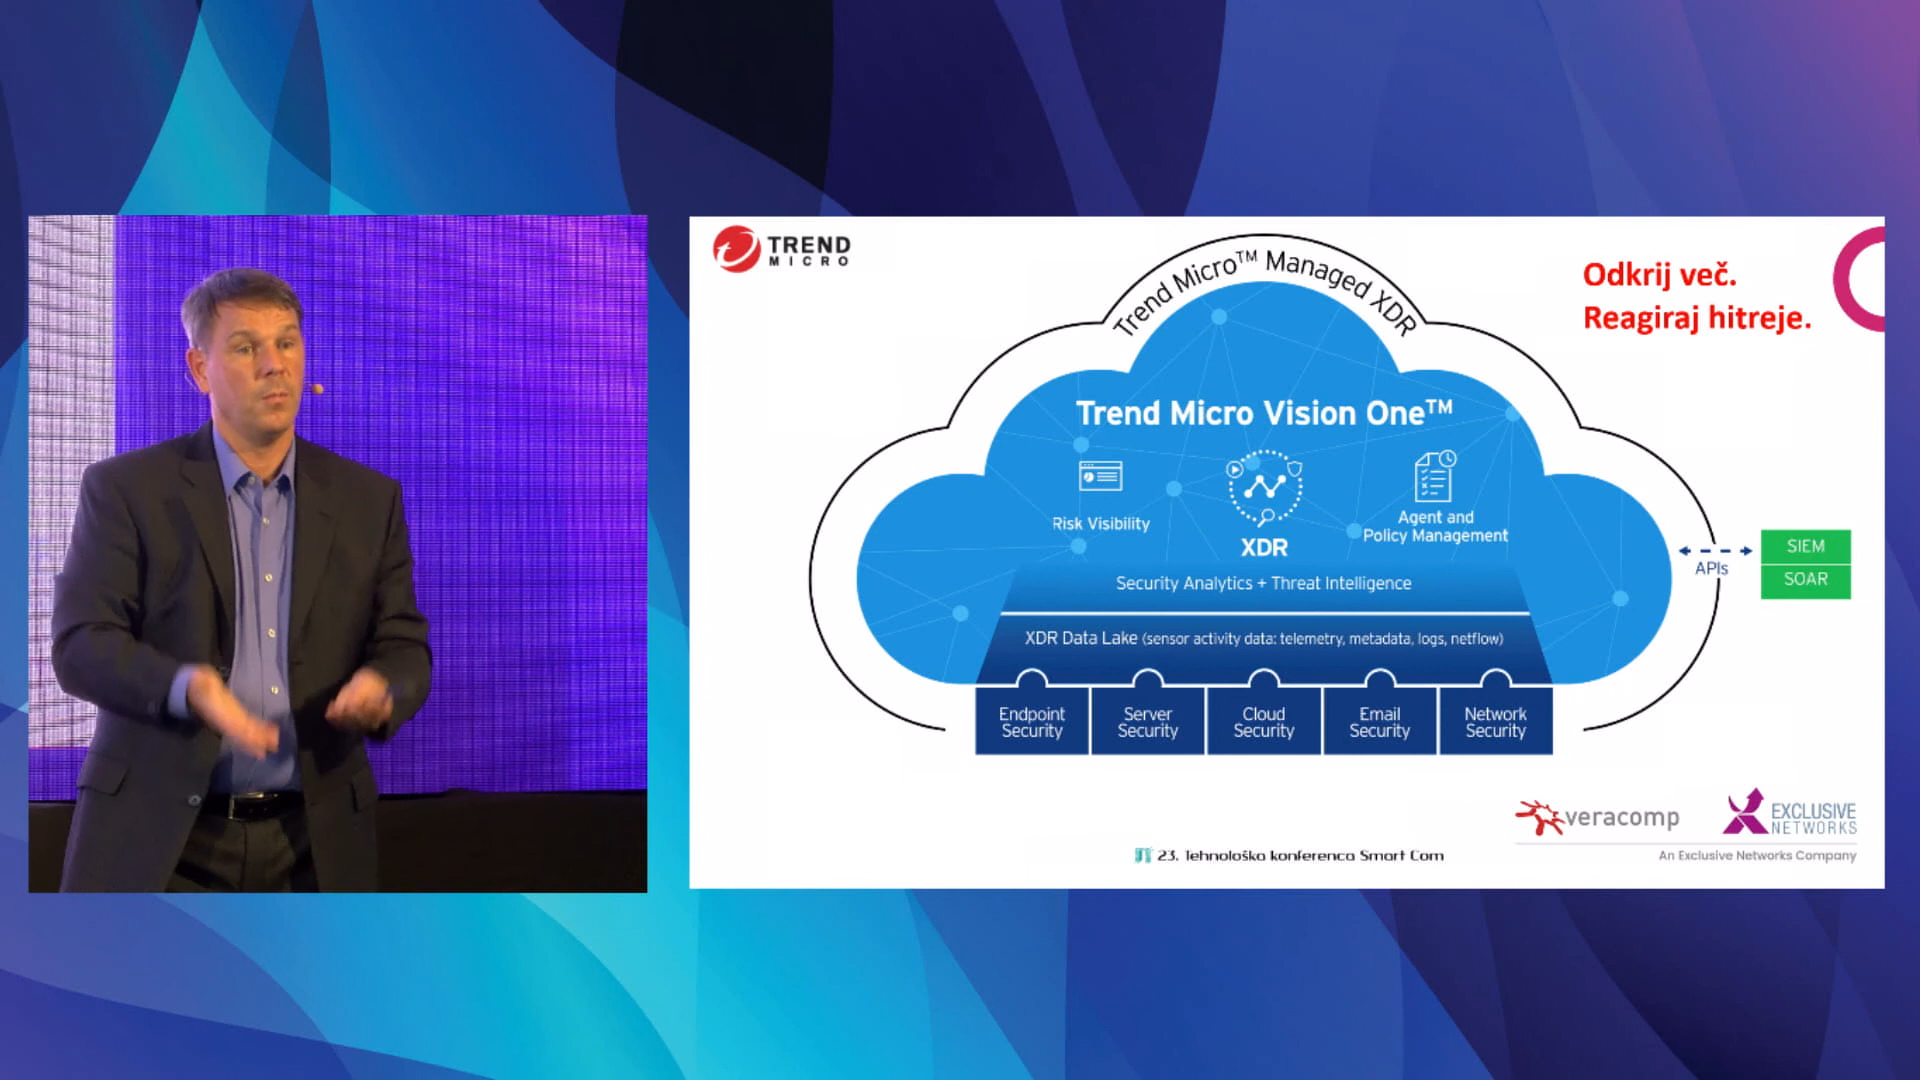 TREND
MICRO
Trend Micro™ Managed XDR
Odkrij več.
Reagiraj hitreje.
Trend Micro Vision One™
Risk Visibility
XDR
Agent and
Policy Management
Security Analytics + Threat Intelligence
XDR Data Lake (sensor activity data: telemetry, metadata, logs, netflow)
APIs
SIEM
SOAR
Endpoint
Security
Server
Security
Cloud
Security
Email
Security
Network
Security
veracomp
EXCLUSIVE
NETWORKS
An Exclusive Networks Company
23. Tehnološka konferenca Smart Com